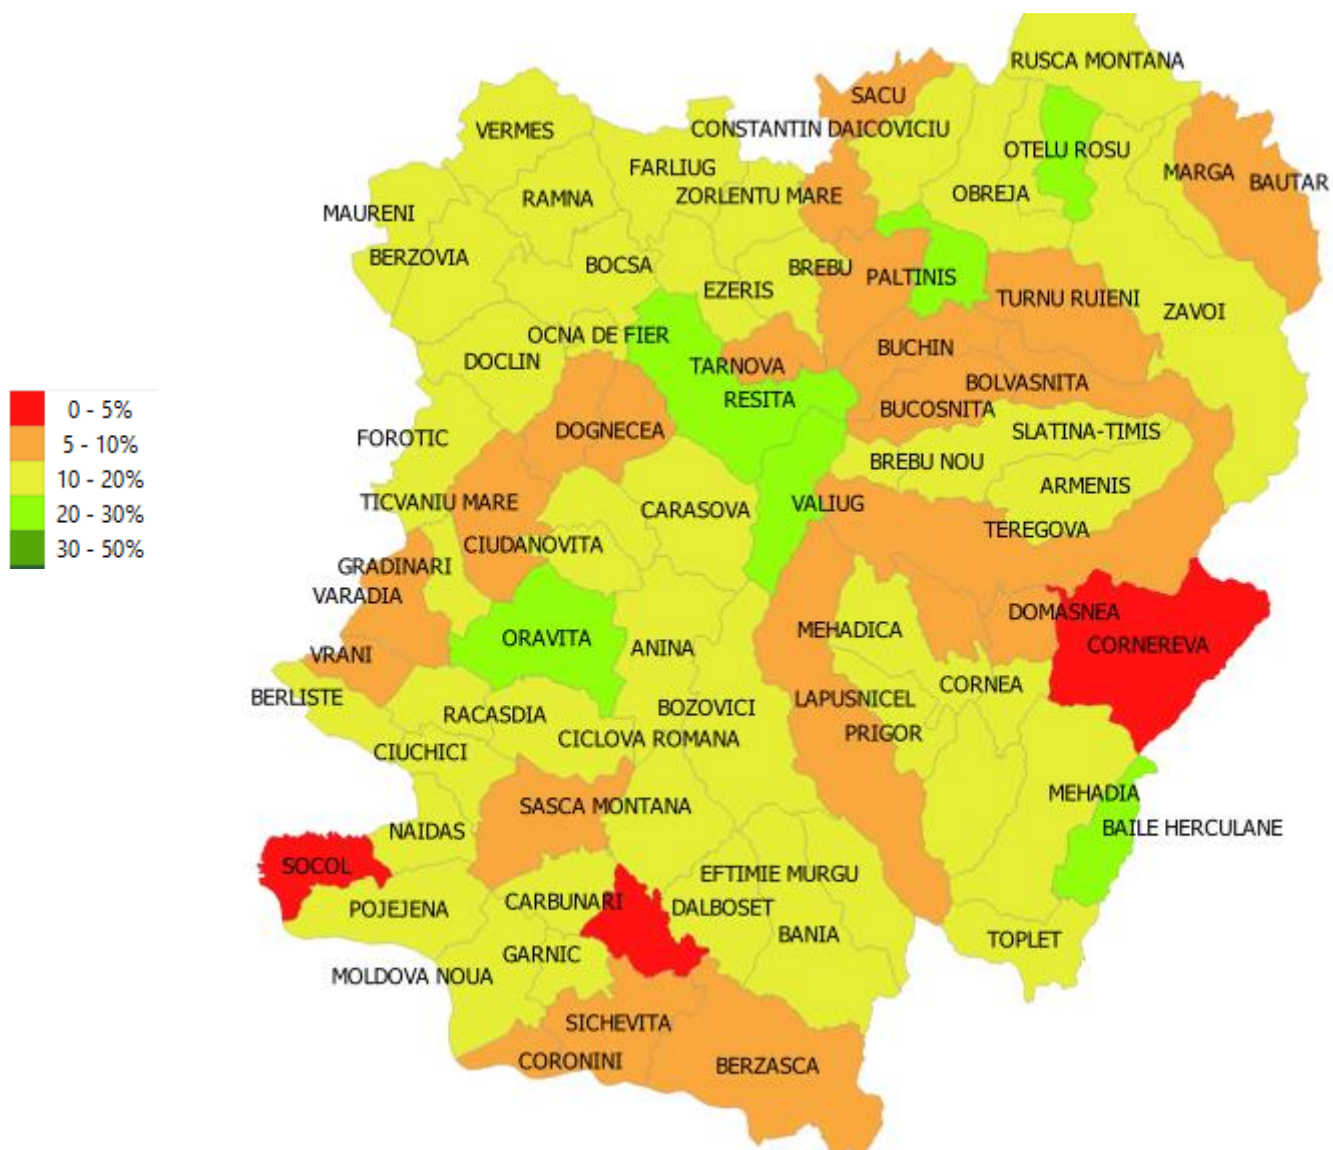 RUSCA MONTANA
SACU
CONSTANTIN DAICOVICIU
VERMES
OTELU ROSU
FARLIUG
MARGA
BAUTAR
RAMNA
ZORLENTU MARE
OBREJA
MAURENI
BERZOVIA
BOCSA
BREBU
PALTINIS
EZERIS
TURNU RUIENI
ZAVOI
OCNA DE FIER
BUCHIN
DOCLIN
TARNOVA
BOLVASNITA
RESITA
BUCOSNITA
0 - 5%
5 - 10%
10 - 20%
20 - 30%
30 - 50%
FOROTIC
DOGNECEA
SLATINA-TIMIS
BREBU NOU
ARMENIS
TICVANIU MARE
CARASOVA
VALIUG
TEREGOVA
CIUDANOVITA
GRADINARI
VARADIA
DOMASNEA
ORAVITA
ANINA
MEHADICA
CORNEREVA
VRANI
BERLISTE
CORNEA
LAPUSNICEL
RACASDIA
BOZOVICI
PRIGOR
CICLOVA ROMANA
CIUCHICI
MEHADIA
SASCA MONTANA
BAILE HERCULANE
NAIDAS
SOCOL
EFTIMIE MURGU
CARBUNARI
DALBOSET
POJEJENA
BANIA
TOPLET
GARNIC
MOLDOVA NOUA
SICHEVITA
CORONINI
BERZASCA